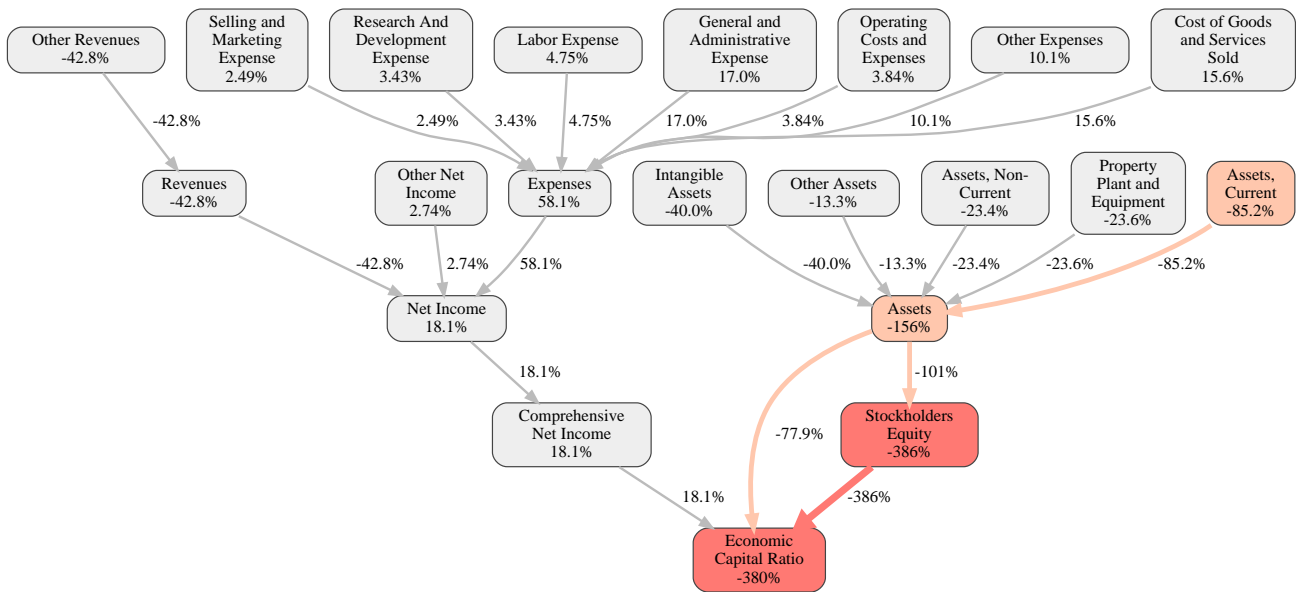 Other Revenues
-42.8%
Selling and
Marketing
Expense
2.49%
Research And
Development
Expense
3.43%
Labor Expense
4.75%
General and
Administrative
Expense
17.0%
Operating
Costs and
Expenses
3.84%
Other Expenses
10.1%
Cost of Goods
and Services
Sold
15.6%
-42.8%
2.49%
3.43%
4.75%
17.0%
3.84%
10.1%
15.6%
Revenues
-42.8%
Other Net
Income
2.74%
Expenses
58.1%
Intangible
Assets
-40.0%
Other Assets
-13.3%
Assets, Non-
Current
-23.4%
Property
Plant and
Equipment
-23.6%
Assets,
Current
-85.2%
-42.8%
2.74%
58.1%
-40.0%
-13.3%
-23.4%
-23.6%
-85.2%
Net Income
18.1%
Assets
-156%
18.1%
-101%
Comprehensive
Net Income
18.1%
-77.9%
Stockholders
Equity
-386%
18.1%
-386%
Economic
Capital Ratio
-380%